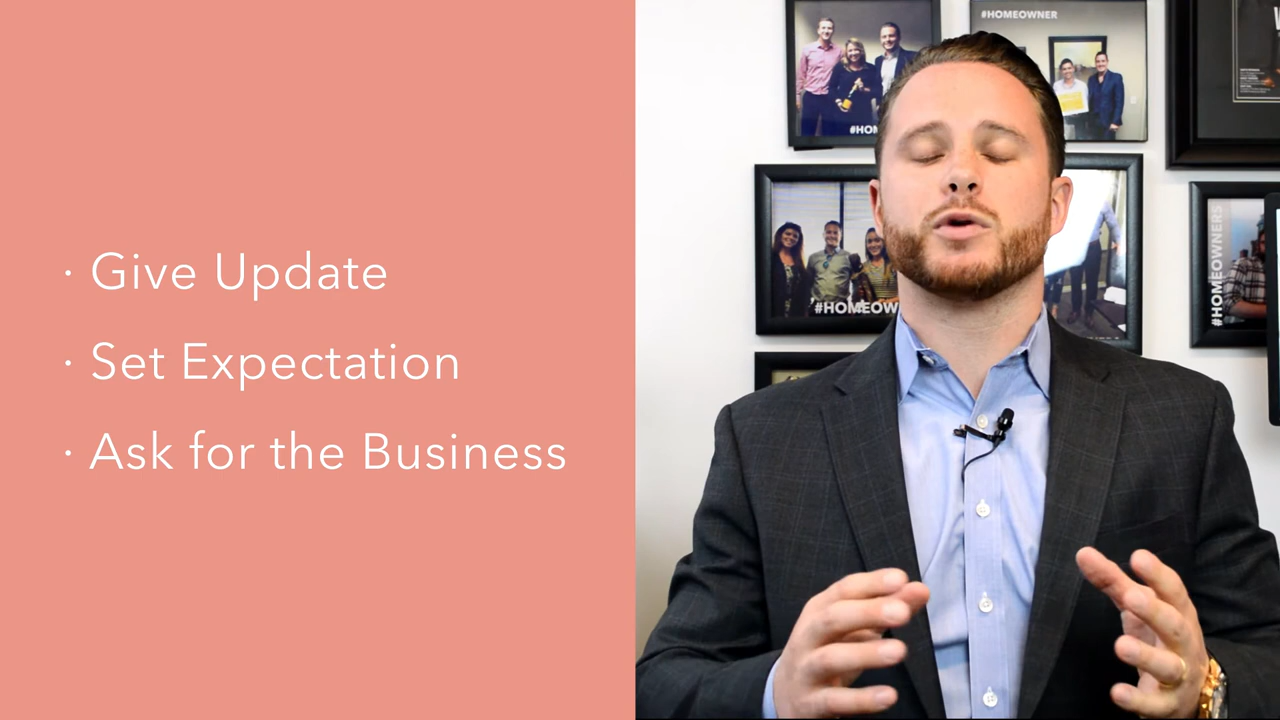 · Give Update
· Set Expectation
· Ask for the Business
#HOMEOWNER
#HOMEOWNERS